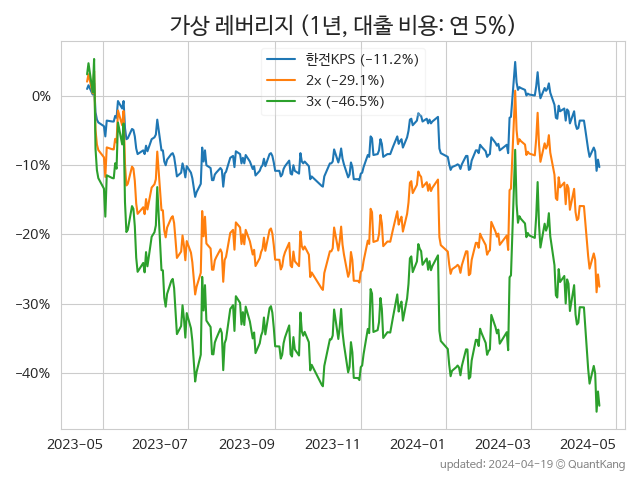 가상 레버리지 (1년, 대출 비용: 연 5%)
한전KPS (−11.2%)
2x (−29.1%)
3x (−46.5%)
0%
−10%
−20%
−30%
−40%
2023-05 2023-07 2023-09 2023-11 2024-01 2024-03 2024-05
updated: 2024-04-19 © QuantKang